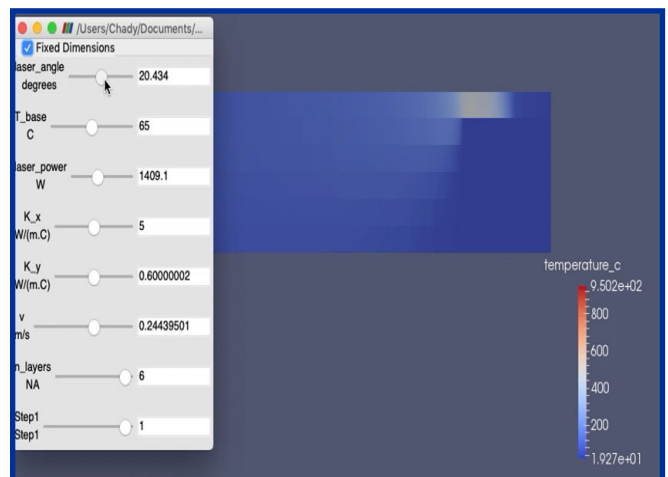 /Users/Chady/Documents/...
Fixed Dimensions
laser_angle
degrees
20.434
T_base
C
65
laser_power
W
1409.1
K_x
W/(m.C)
5
K_y
W/(m.C)
0.60000002
v
m/s
0.24439501
n_layers
NA
6
Step1
Step1
1
temperature_c
9.502e+02
800
600
400
200
1.927e+01